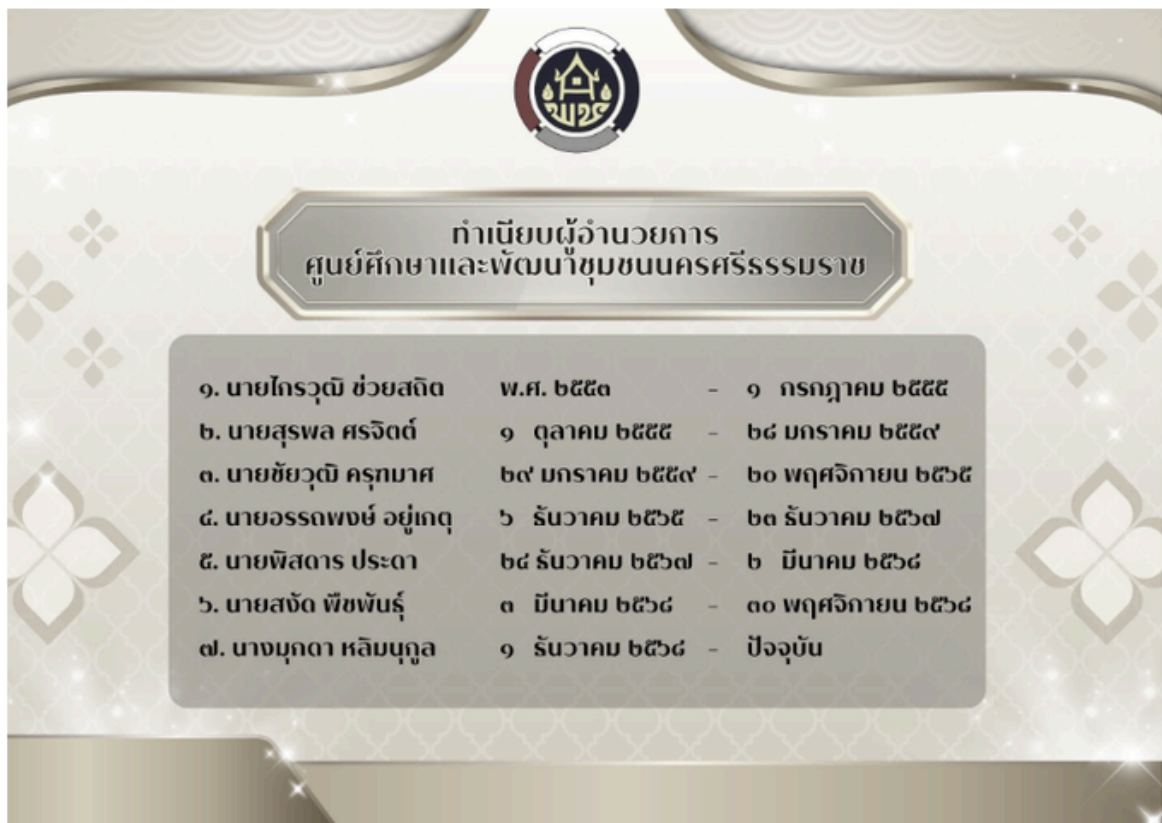 พช
ทำเนียบผู้อำนวยการ
ศูนย์ศึกษาและพัฒนาชุมชนนครศรีธรรมราช
๑. นายไกรวุฒิ ช่วยสถิต พ.ศ. ๒๕๕๓ - ๑ กรกฎาคม ๒๕๕๕
๒. นายสุรพล ศรจิตต์ ๑ ตุลาคม ๒๕๕๕ - ๒๘ มกราคม ๒๕๕๙
๓. นายชัยวุฒิ ครุฑมาศ ๒๙ มกราคม ๒๕๕๙ - ๒๐ พฤศจิกายน ๒๕๖๕
๔. นายอรรถพงษ์ อยู่เกตุ ๖ ธันวาคม ๒๕๖๕ - ๒๓ ธันวาคม ๒๕๖๗
๕. นายพิสดาร ประดา ๒๔ ธันวาคม ๒๕๖๗ - ๒ มีนาคม ๒๕๖๘
๖. นายสงัด พืชพันธุ์ ๓ มีนาคม ๒๕๖๘ - ๓๐ พฤศจิกายน ๒๕๖๘
๗. นางมุกดา หลิมนุกูล ๑ ธันวาคม ๒๕๖๘ - ปัจจุบัน